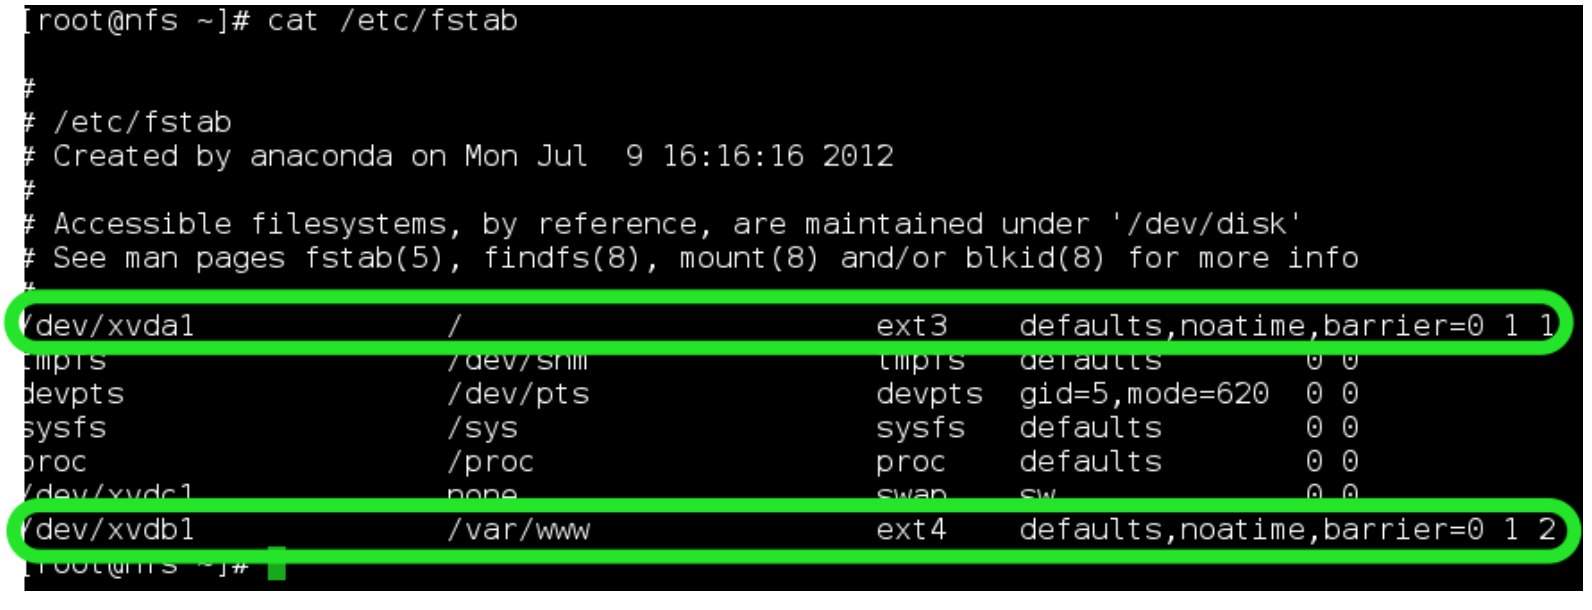 [root@nfs ~]# cat /etc/fstab
#
# /etc/fstab
# Created by anaconda on Mon Jul  9 16:16:16 2012
#
# Accessible filesystems, by reference, are maintained under '/dev/disk'
# See man pages fstab(5), findfs(8), mount(8) and/or blkid(8) for more info
#
/dev/xvda1 / ext3 defaults,noatime,barrier=0 1 1
tmpfs /dev/shm tmpfs defaults 0 0
devpts /dev/pts devpts gid=5,mode=620 0 0
sysfs /sys sysfs defaults 0 0
proc /proc proc defaults 0 0
/dev/xvdc1 none swap sw 0 0
/dev/xvdb1 /var/www ext4 defaults,noatime,barrier=0 1 2
[root@nfs ~]#